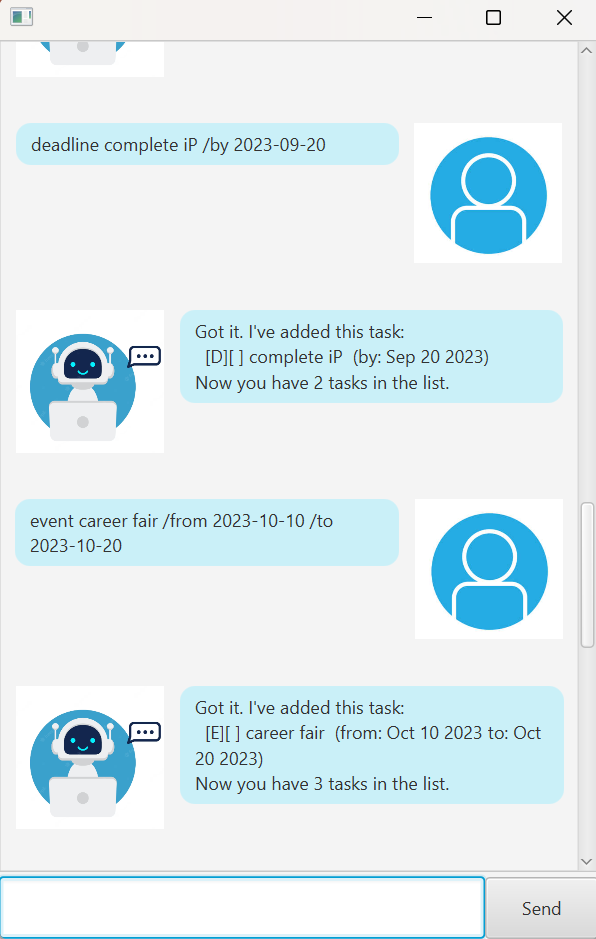 deadline complete iP /by 2023-09-20
Got it. I've added this task:
[D][ ] complete iP  (by: Sep 20 2023)
Now you have 2 tasks in the list.
event career fair /from 2023-10-10 /to
2023-10-20
Got it. I've added this task:
[E][ ] career fair  (from: Oct 10 2023 to: Oct
20 2023)
Now you have 3 tasks in the list.
Send